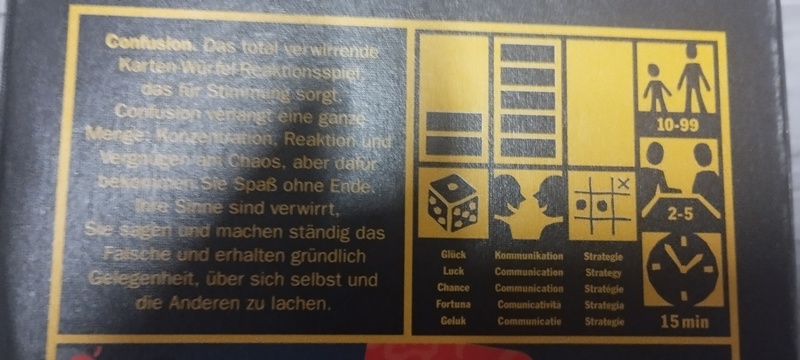 Confusion. Das total verwirrende
Karten Würfel Reaktionsspiel,
das für Stimmung sorgt.
Confusion verlangt eine ganze
Menge: Konzentration, Reaktion und
Vergnügen am Chaos, aber dafür
bekommen Sie Spaß ohne Ende.
Ihre Sinne sind verwirrt,
Sie sagen und machen ständig das
Falsche und erhalten gründlich
Gelegenheit, über sich selbst und
die Anderen zu lachen.
10-99
2-5
15 min
Glück Kommunikation Strategie
Luck Communication Strategy
Chance Communication Stratégie
Fortuna Comunicatività Strategia
Geluk Communicatie Strategie